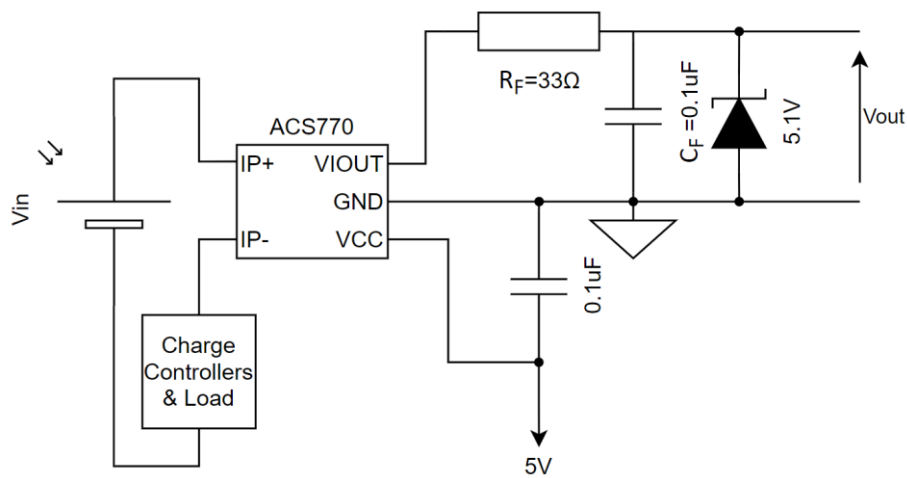 R_F=33Ω
C_F =0.1uF
5.1V
Vout
ACS770
IP+
VIOUT
GND
IP-
VCC
Vin
0.1uF
Charge
Controllers
& Load
5V